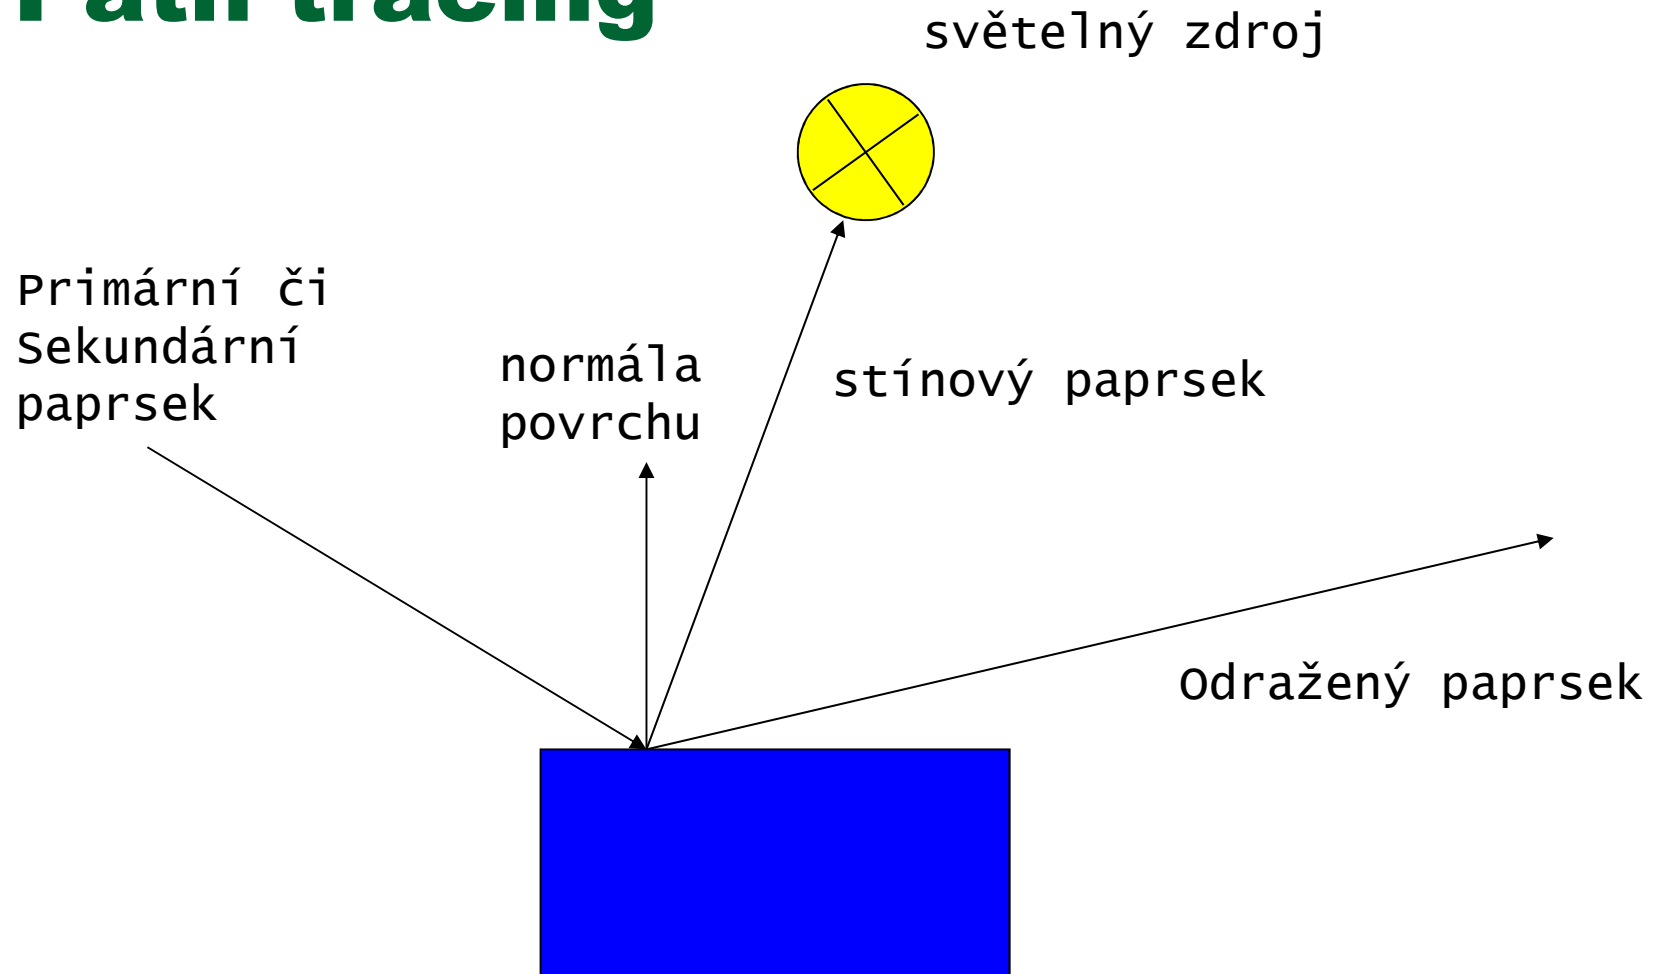 Path tracing
světelný zdroj
Primární či
Sekundární
paprsek
normála
povrchu
stínový paprsek
Odražený paprsek